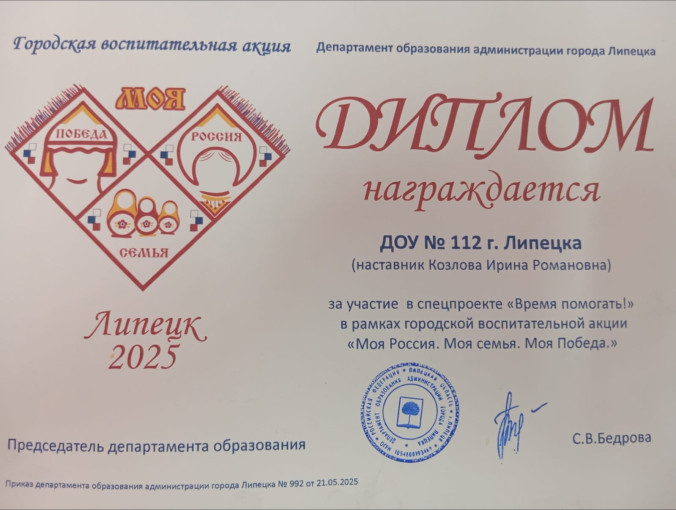 Городская воспитательная акция
МОЯ
ПОБЕДА
РОССИЯ
СЕМЬЯ
Липецк
2025
Департамент образования администрации города Липецка
ДИПЛОМ
награждается
ДОУ № 112 г. Липецка
(наставник Козлова Ирина Романовна)
за участие в спецпроекте «Время помогать!»
в рамках городской воспитательной акции
«Моя Россия. Моя семья. Моя Победа.»
Председатель департамента образования
С.В.Бедрова
Приказ департамента образования администрации города Липецка № 992 от 21.05.2025